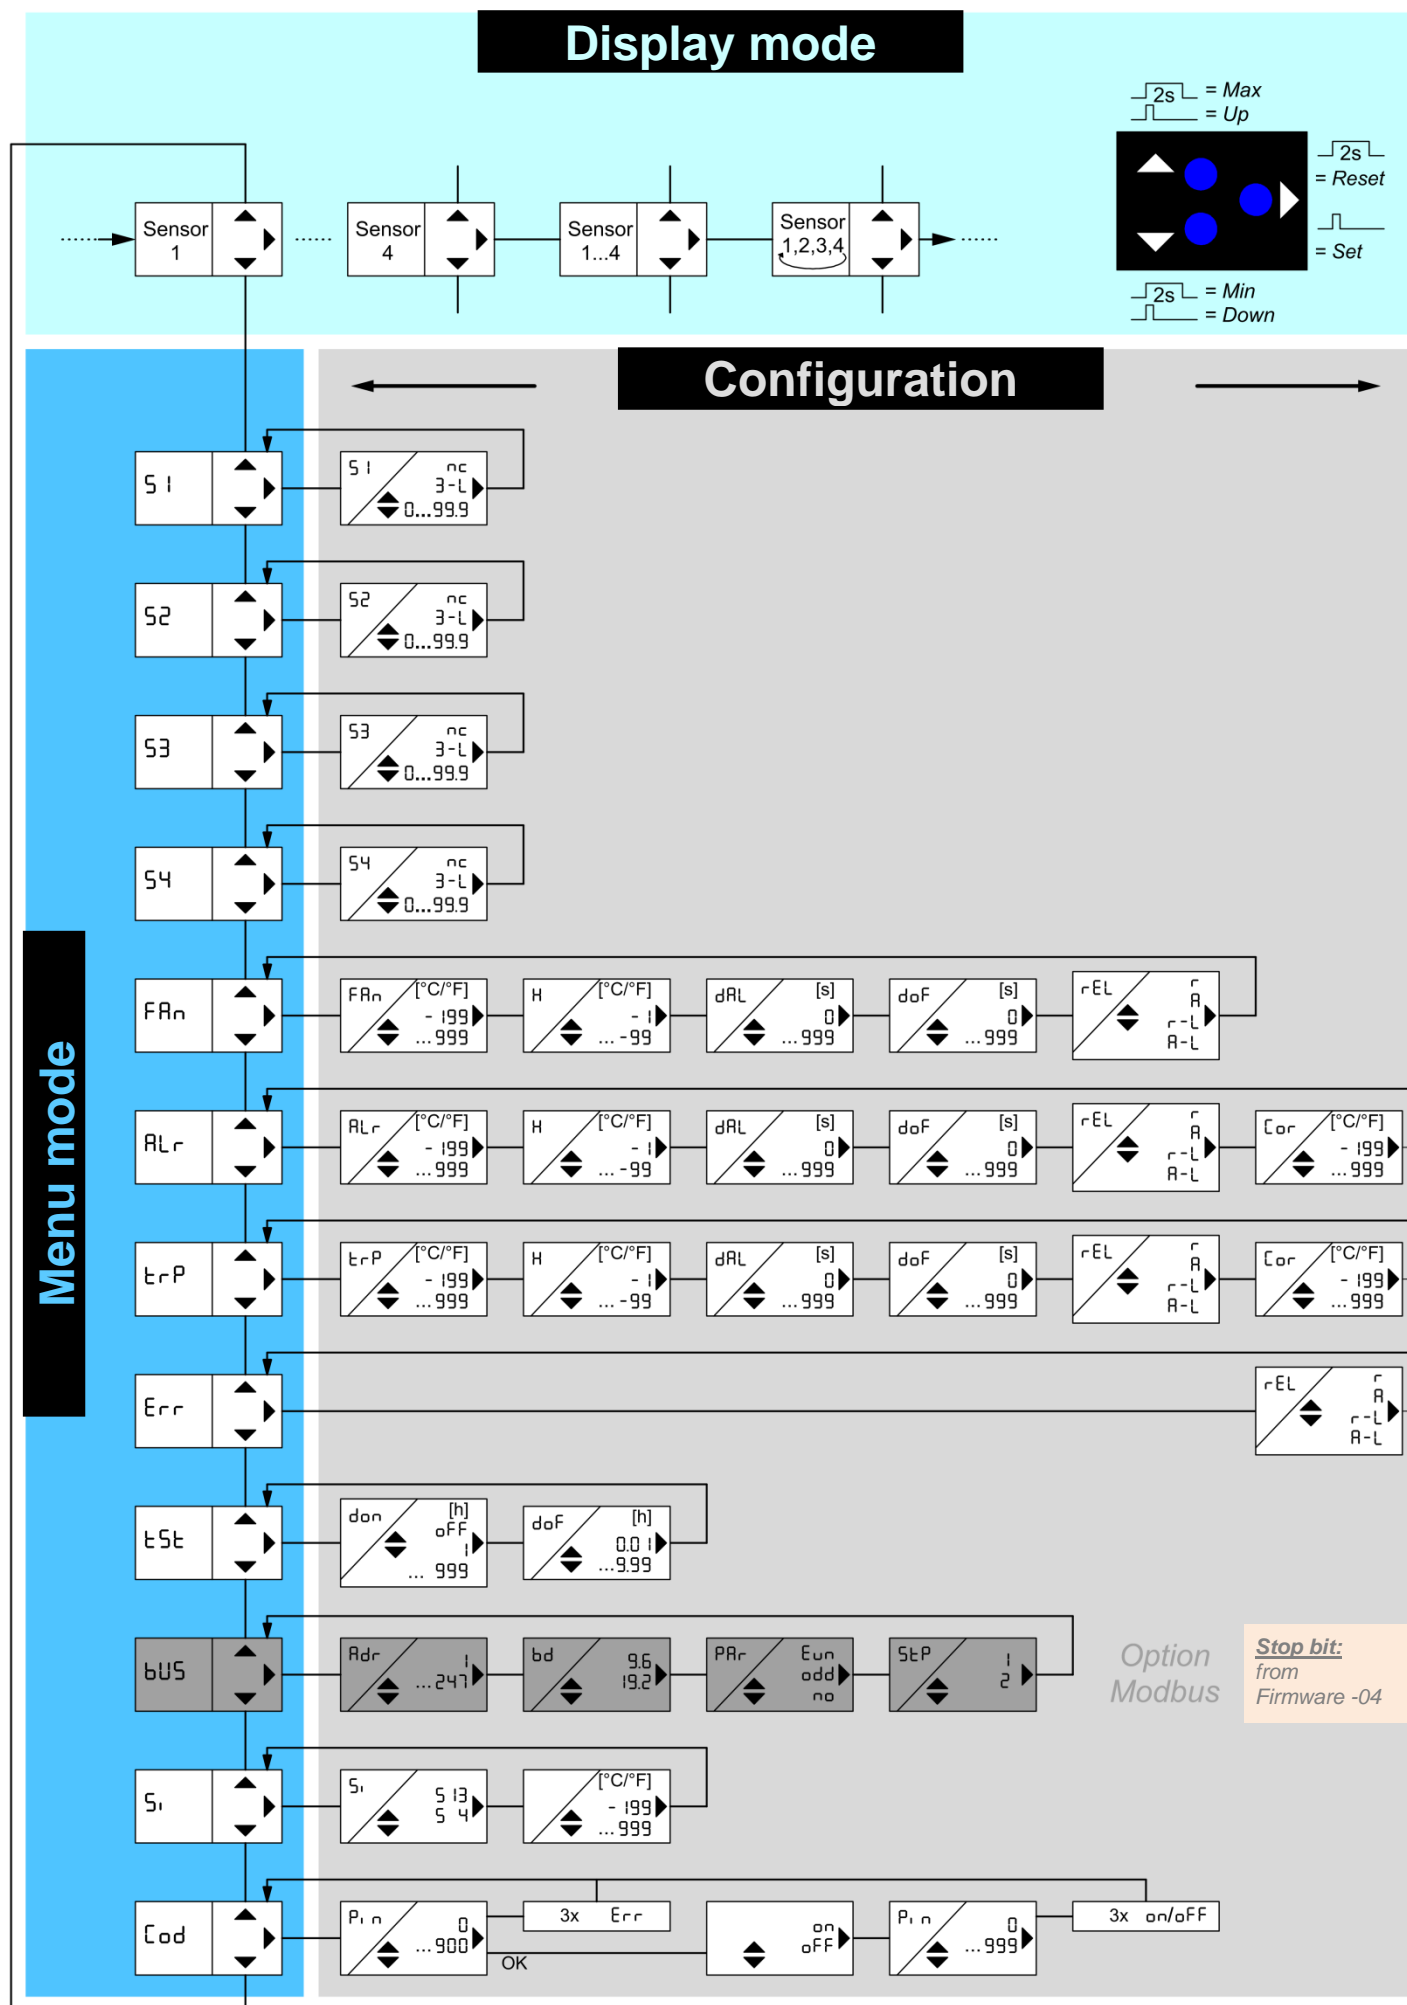 Display mode
2s = Max
= Up
2s
= Reset
= Set
2s = Min
= Down
Sensor
1
Sensor
4
Sensor
1...4
Sensor
1,2,3,4
Configuration
Menu mode
S1
S1 nc
3-L
0...99.9
S2
S2 nc
3-L
0...99.9
S3
S3 nc
3-L
0...99.9
S4
S4 nc
3-L
0...99.9
FAn
FAn [°C/°F]
-199
...999
H [°C/°F]
-1
...-99
dAL [s]
0
...999
doF [s]
0
...999
rEL r
A
r-L
A-L
ALr
ALr [°C/°F]
-199
...999
H [°C/°F]
-1
...-99
dAL [s]
0
...999
doF [s]
0
...999
rEL r
A
r-L
A-L
Cor [°C/°F]
-199
...999
trP
trP [°C/°F]
-199
...999
H [°C/°F]
-1
...-99
dAL [s]
0
...999
doF [s]
0
...999
rEL r
A
r-L
A-L
Cor [°C/°F]
-199
...999
Err
rEL r
A
r-L
A-L
tSt
don [h]
oFF
1
... 999
doF [h]
0.01
...9.99
bUS
Adr 1
...247
bd 9.6
19.2
PAr Eun
odd
no
StP 1
2
Option
Modbus
Stop bit:
from
Firmware -04
Si
Si S13
S 4
[°C/°F]
-199
...999
Cod
Pin 0
...900
3x Err
OK
on
oFF
Pin 0
...999
3x on/oFF